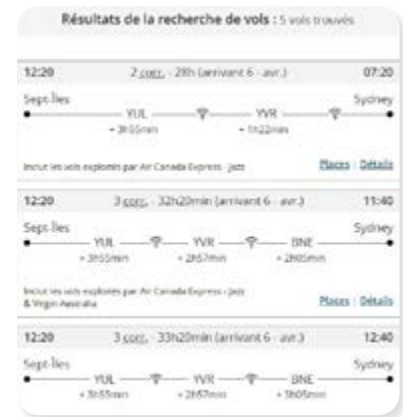 Résultats de la recherche de vols : 5 vols trouvés
12:20 2 corr. - 28h (arrivant 6 - avr.) 07:20
Sept-Îles Sydney
YUL YVR
+ 3h55min + 1h22min
Inclut les vols exploités par Air Canada Express - Jazz Places Détails
12:20 3 corr. - 32h20min (arrivant 6 - avr.) 11:40
Sept-Îles Sydney
YUL YVR BNE
+ 3h55min + 2h57min + 2h05min
Inclut les vols exploités par Air Canada Express - Jazz
& Virgin Australia Places Détails
12:20 3 corr. - 33h20min (arrivant 6 - avr.) 12:40
Sept-Îles Sydney
YUL YVR BNE
+ 3h55min + 2h57min + 3h05min